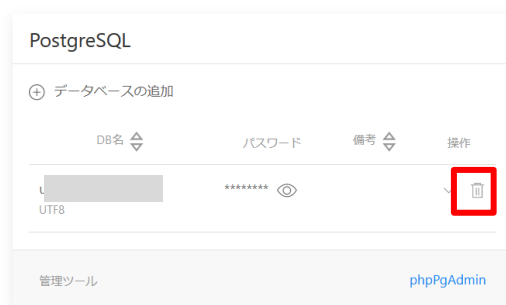 PostgreSQL
データベースの追加
DB名 パスワード 備考 操作
********
UTF8
管理ツール phpPgAdmin